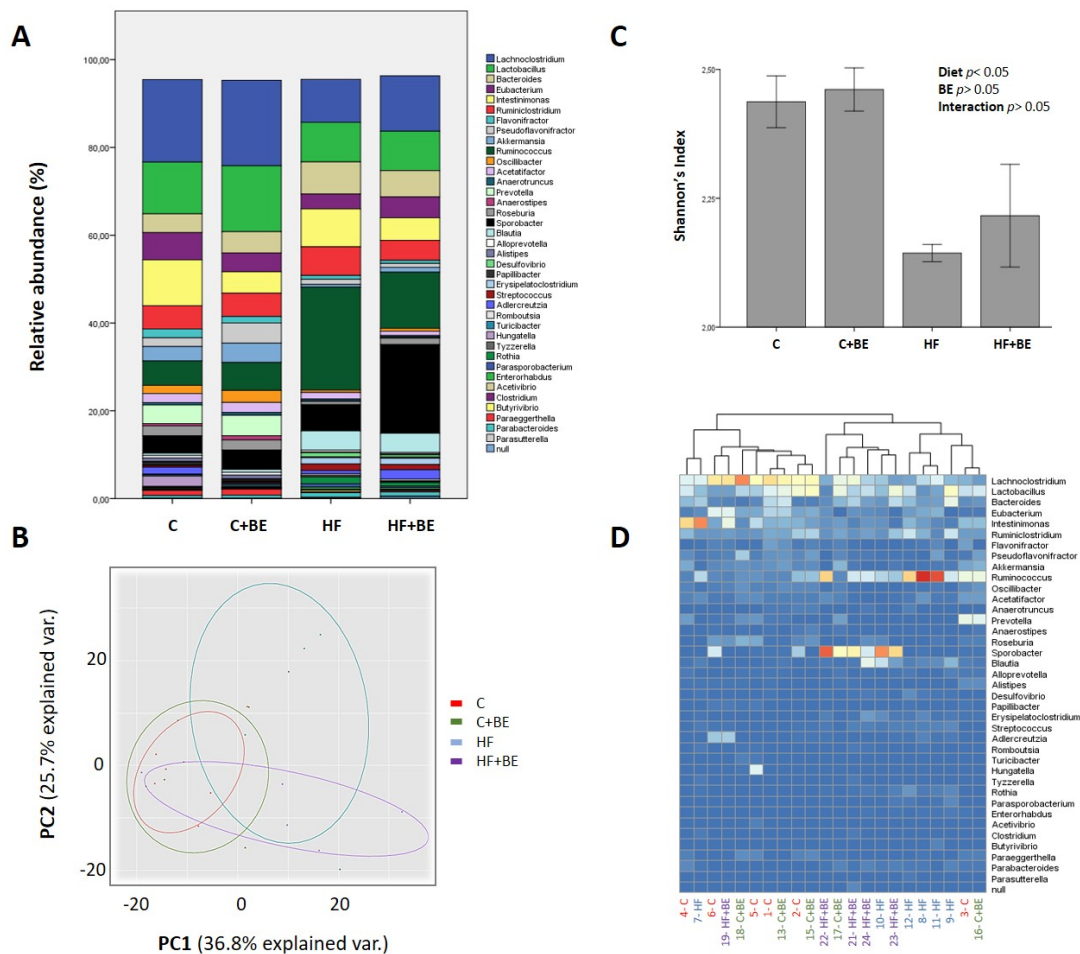 A
100,00
80,00
60,00
40,00
20,00
0,00
Relative abundance (%)
C
C+BE
HF
HF+BE
Lachnoclostridium
Lactobacillus
Bacteroides
Eubacterium
Intestinimonas
Ruminiclostridium
Flavonifractor
Pseudoflavonifractor
Akkermansia
Ruminococcus
Oscillibacter
Acetatifactor
Anaerotruncus
Prevotella
Anaerostipes
Roseburia
Sporobacter
Blautia
Alloprevotella
Alistipes
Desulfovibrio
Papillibacter
Erysipelatoclostridium
Streptococcus
Adlercreutzia
Romboutsia
Turicibacter
Hungatella
Tyzzerella
Rothia
Parasporobacterium
Enterorhabdus
Acetivibrio
Clostridium
Butyrivibrio
Paraeggerthella
Parabacteroides
Parasutterella
null
B
20
0
-20
PC2 (25.7% explained var.)
-20
0
20
PC1 (36.8% explained var.)
C
C+BE
HF
HF+BE
C
2,50
2,25
2,00
Shannon's Index
Diet p< 0.05
BE p> 0.05
Interaction p> 0.05
C
C+BE
HF
HF+BE
D
Lachnoclostridium
Lactobacillus
Bacteroides
Eubacterium
Intestinimonas
Ruminiclostridium
Flavonifractor
Pseudoflavonifractor
Akkermansia
Ruminococcus
Oscillibacter
Acetatifactor
Anaerotruncus
Prevotella
Anaerostipes
Roseburia
Sporobacter
Blautia
Alloprevotella
Alistipes
Desulfovibrio
Papillibacter
Erysipelatoclostridium
Streptococcus
Adlercreutzia
Romboutsia
Turicibacter
Hungatella
Tyzzerella
Rothia
Parasporobacterium
Enterorhabdus
Acetivibrio
Clostridium
Butyrivibrio
Paraeggerthella
Parabacteroides
Parasutterella
null
4- C
7- HF
6- C
19- HF+BE
18- C+BE
5- C
1- C
13- C+BE
2- C
15- C+BE
22- HF+BE
17- C+BE
21- HF+BE
24- HF+BE
10- HF
23- HF+BE
12- HF
8- HF
11- HF
9- HF
3- C
16- C+BE